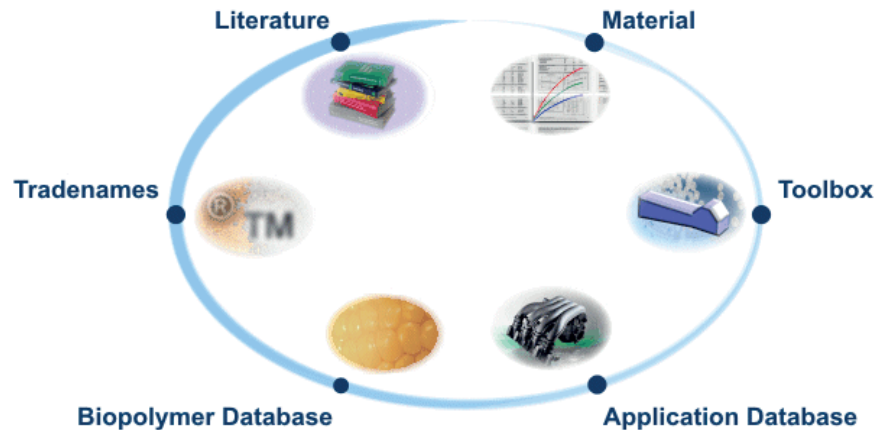 Literature
Material
Tradenames
® TM
Toolbox
Biopolymer Database
Application Database